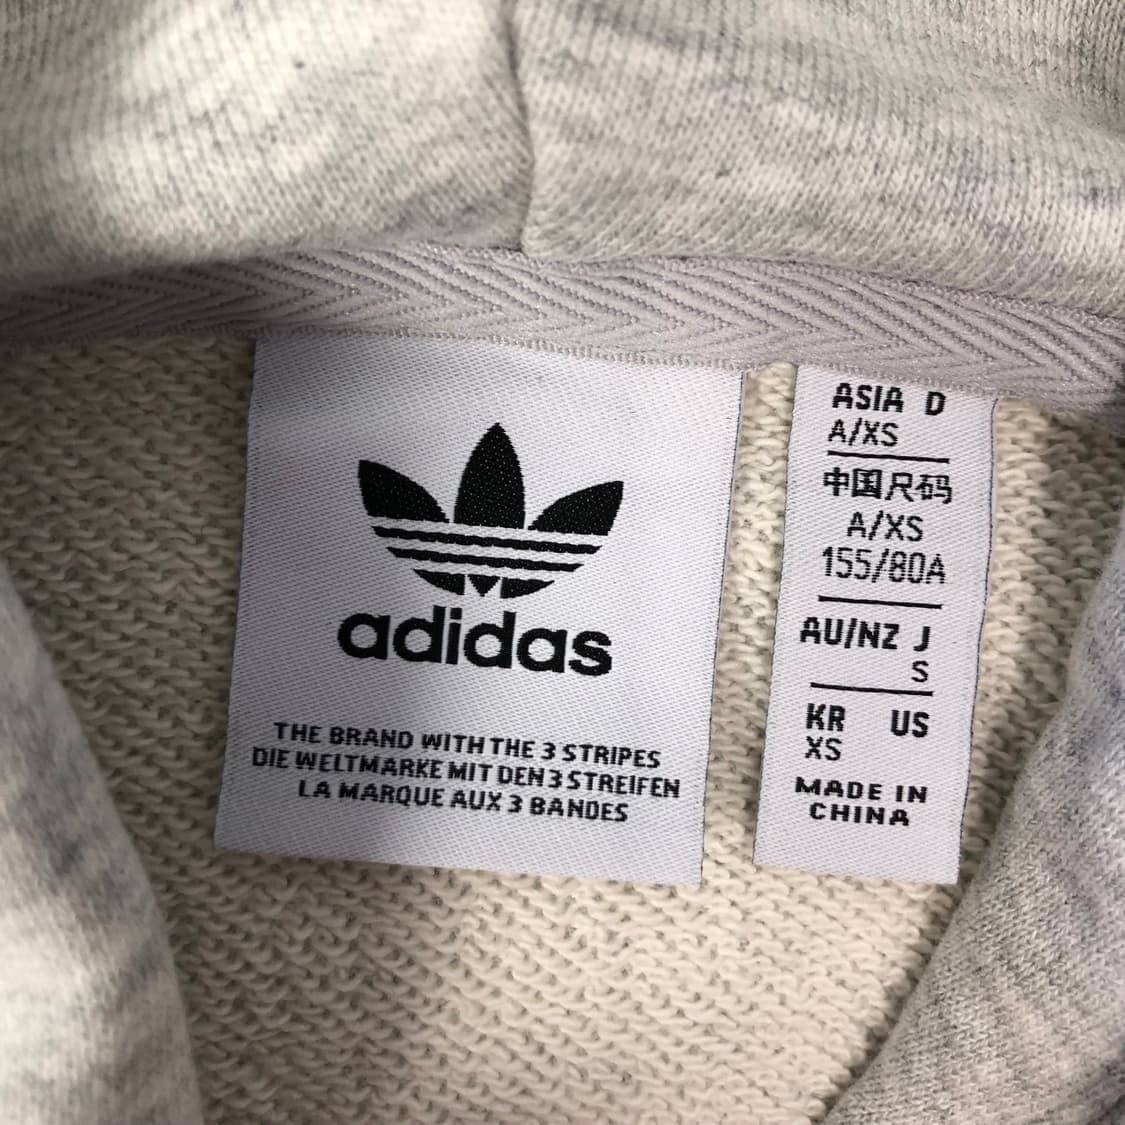 adidas
THE BRAND WITH THE 3 STRIPES
DIE WELTMARKE MIT DEN 3 STREIFEN
LA MARQUE AUX 3 BANDES
ASIA D
A/XS
中国尺码
A/XS
155/80A
AU/NZ J
S
KR US
XS
MADE IN
CHINA